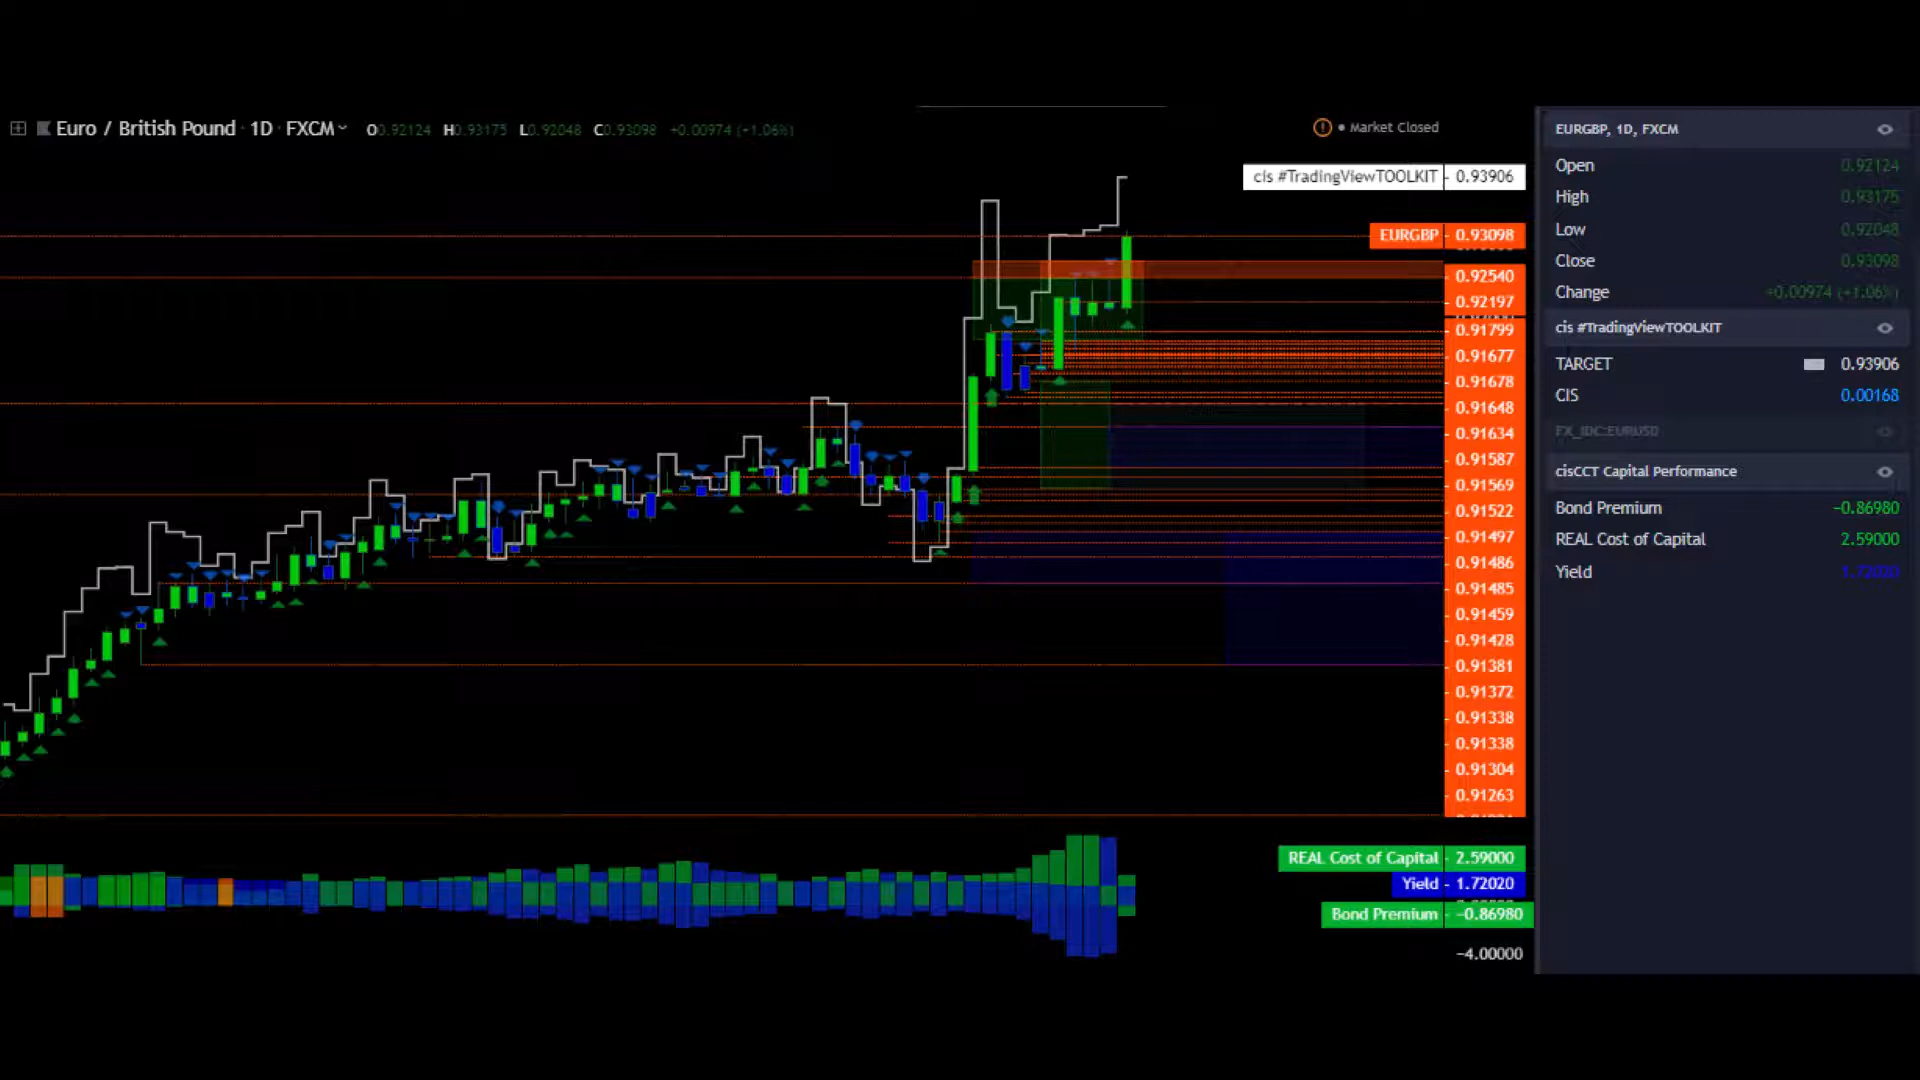 Euro / British Pound · 1D · FXCM O0.92124 H0.93175 L0.92048 C0.93098 +0.00974 (+1.06%)
Market Closed
cis #TradingViewTOOLKIT 0.93906
EURGBP 0.93098
0.92540
0.92197
0.91799
0.91677
0.91678
0.91648
0.91634
0.91587
0.91569
0.91522
0.91497
0.91486
0.91485
0.91459
0.91428
0.91381
0.91372
0.91338
0.91338
0.91304
0.91263
REAL Cost of Capital 2.59000
Yield 1.72020
Bond Premium −0.86980
−4.00000
EURGBP, 1D, FXCM
Open 0.92124
High 0.93175
Low 0.92048
Close 0.93098
Change +0.00974 (+1.06%)
cis #TradingViewTOOLKIT
TARGET 0.93906
CIS 0.00168
FX_IDC:EURUSD
cisCCT Capital Performance
Bond Premium −0.86980
REAL Cost of Capital 2.59000
Yield 1.72020